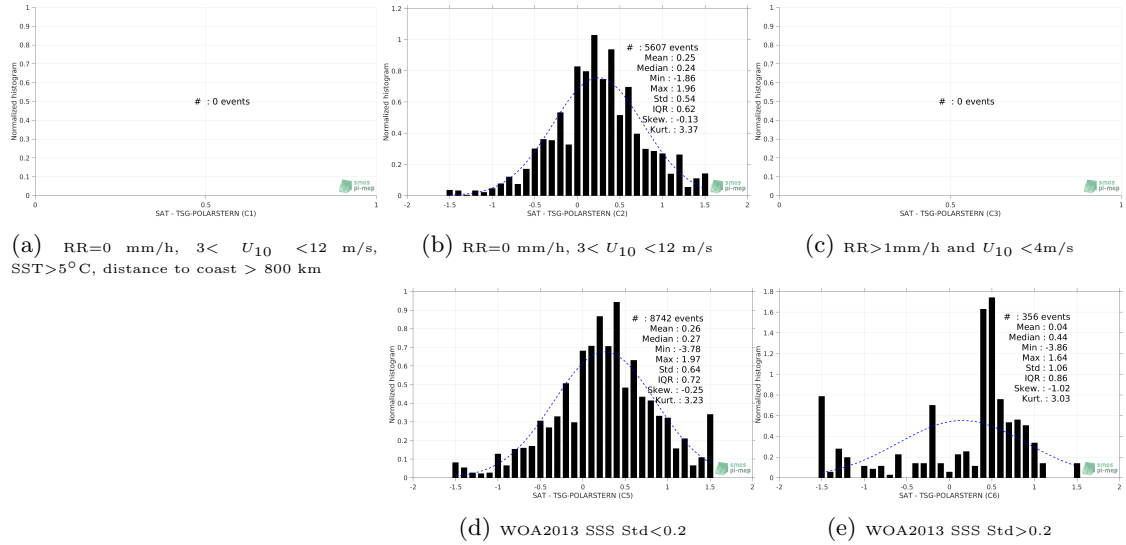 1
0.9
0.8
0.7
0.6
0.5
0.4
0.3
0.2
0.1
0
Normalized histogram
# : 0 events
0 0.5 1
SAT - TSG-POLARSTERN (C1)
smos
pi-mep
(a) RR=0 mm/h, 3< U10 <12 m/s,
SST>5°C, distance to coast > 800 km
1.2
1
0.8
0.6
0.4
0.2
0
Normalized histogram
# : 5607 events
Mean : 0.25
Median : 0.24
Min : -1.86
Max : 1.96
Std : 0.54
IQR : 0.62
Skew. : -0.13
Kurt. : 3.37
-2 -1.5 -1 -0.5 0 0.5 1 1.5 2
SAT - TSG-POLARSTERN (C2)
smos
pi-mep
(b) RR=0 mm/h, 3< U10 <12 m/s
1
0.9
0.8
0.7
0.6
0.5
0.4
0.3
0.2
0.1
0
Normalized histogram
# : 0 events
0 0.5 1
SAT - TSG-POLARSTERN (C3)
smos
pi-mep
(c) RR>1mm/h and U10 <4m/s
1
0.9
0.8
0.7
0.6
0.5
0.4
0.3
0.2
0.1
0
Normalized histogram
# : 8742 events
Mean : 0.26
Median : 0.27
Min : -3.78
Max : 1.97
Std : 0.64
IQR : 0.72
Skew. : -0.25
Kurt. : 3.23
-2 -1.5 -1 -0.5 0 0.5 1 1.5 2
SAT - TSG-POLARSTERN (C5)
smos
pi-mep
(d) WOA2013 SSS Std<0.2
1.8
1.6
1.4
1.2
1
0.8
0.6
0.4
0.2
0
Normalized histogram
# : 356 events
Mean : 0.04
Median : 0.44
Min : -3.86
Max : 1.64
Std : 1.06
IQR : 0.86
Skew. : -1.02
Kurt. : 3.03
-2 -1.5 -1 -0.5 0 0.5 1 1.5 2
SAT - TSG-POLARSTERN (C6)
smos
pi-mep
(e) WOA2013 SSS Std>0.2